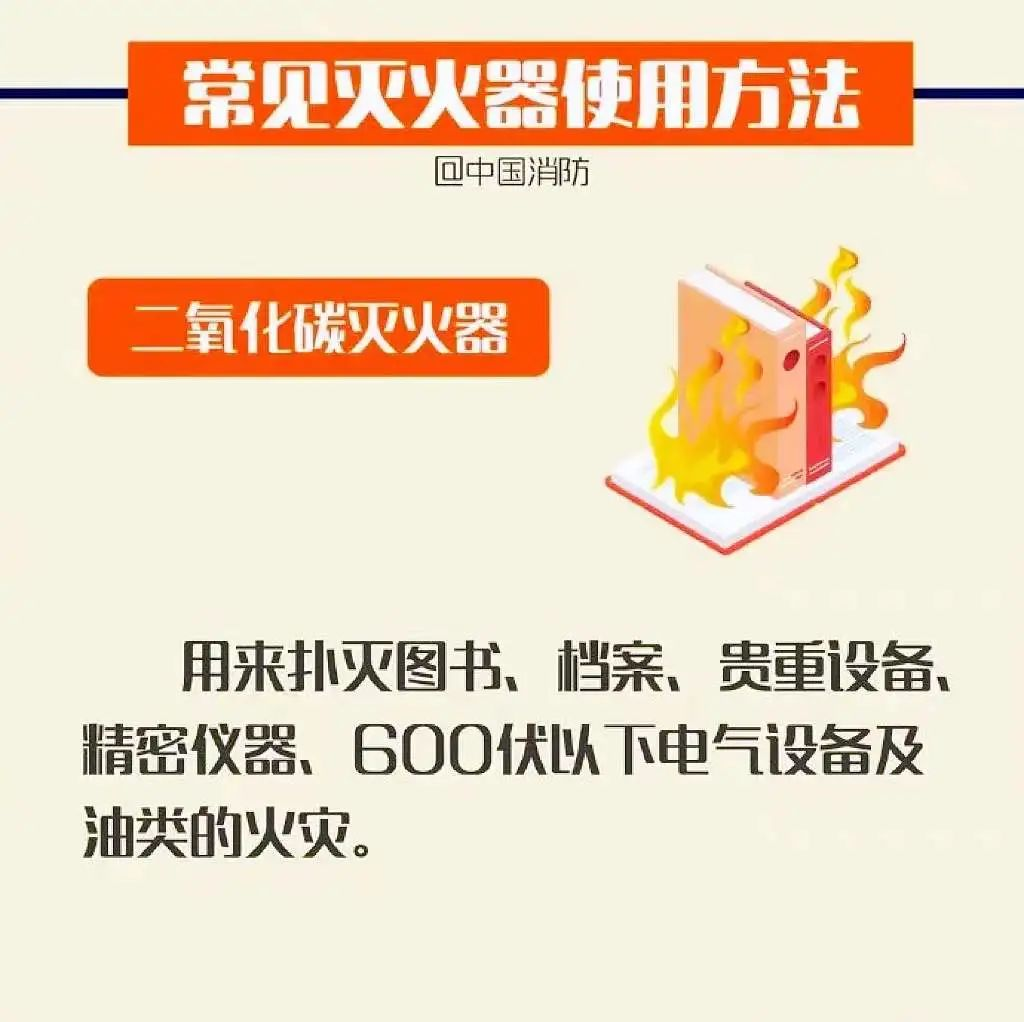 常见灭火器使用方法
@中国消防
二氧化碳灭火器
用来扑灭图书、档案、贵重设备、
精密仪器、600伏以下电气设备及
油类的火灾。